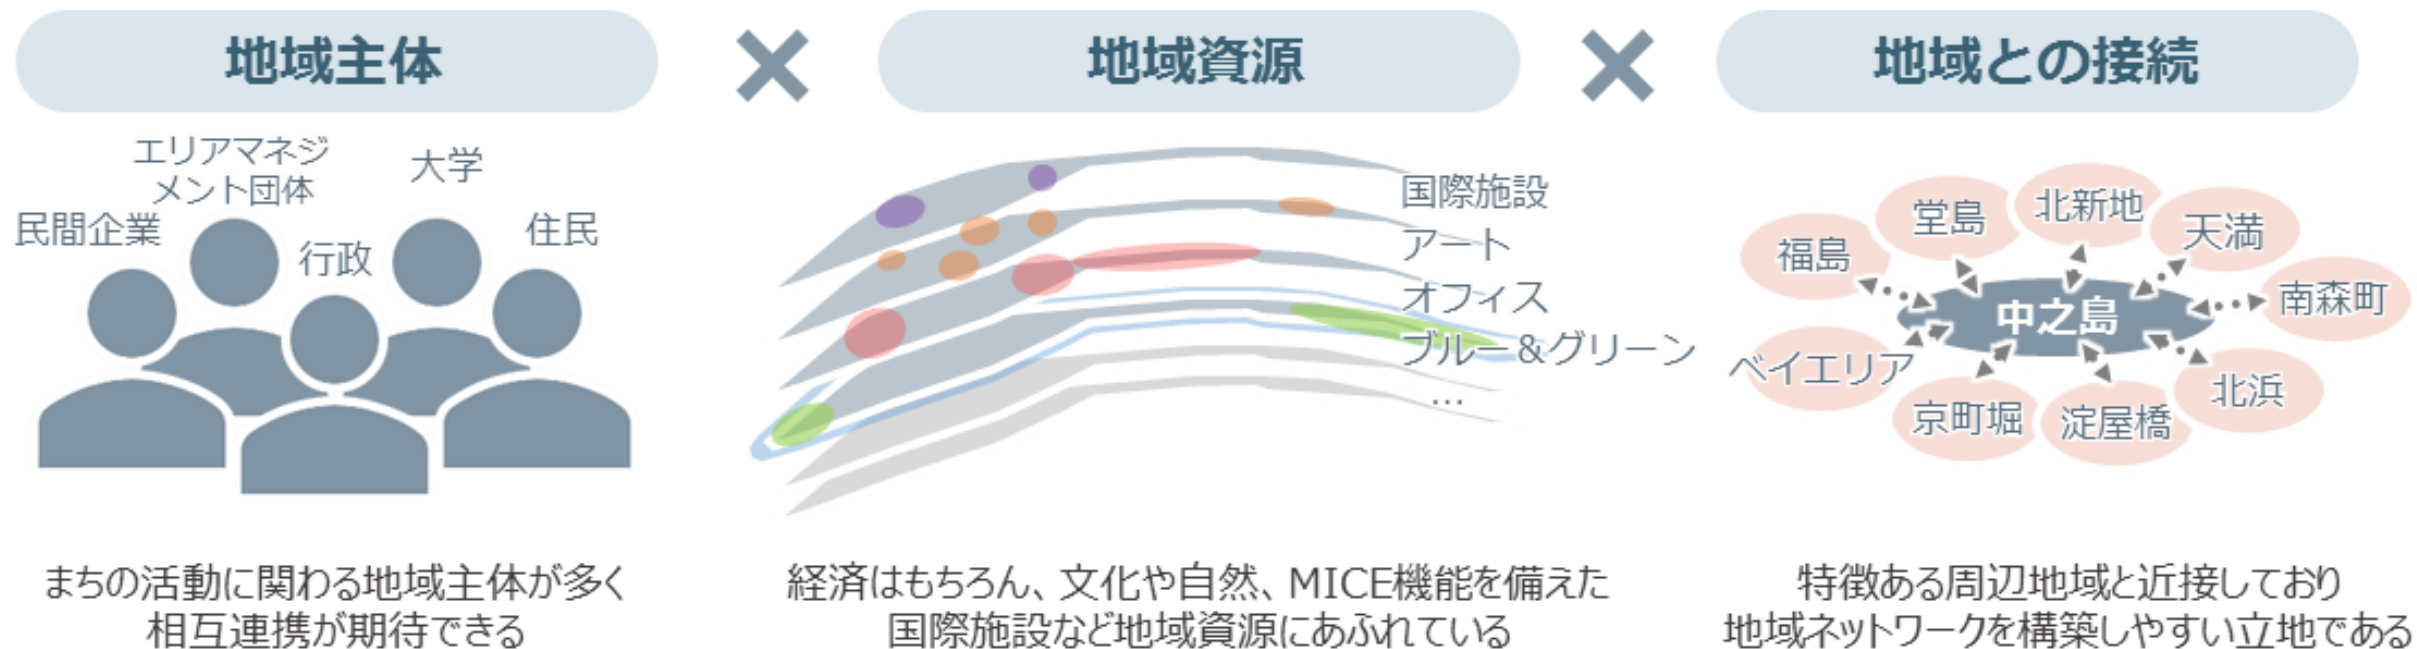 地域主体
×
地域資源
×
地域との接続
エリアマネジ
メント団体
大学
民間企業
行政
住民
国際施設
アート
オフィス
ブルー＆グリーン
…
福島
堂島
北新地
天満
南森町
中之島
ベイエリア
京町堀
淀屋橋
北浜
まちの活動に関わる地域主体が多く
相互連携が期待できる
経済はもちろん、文化や自然、MICE機能を備えた
国際施設など地域資源にあふれている
特徴ある周辺地域と近接しており
地域ネットワークを構築しやすい立地である